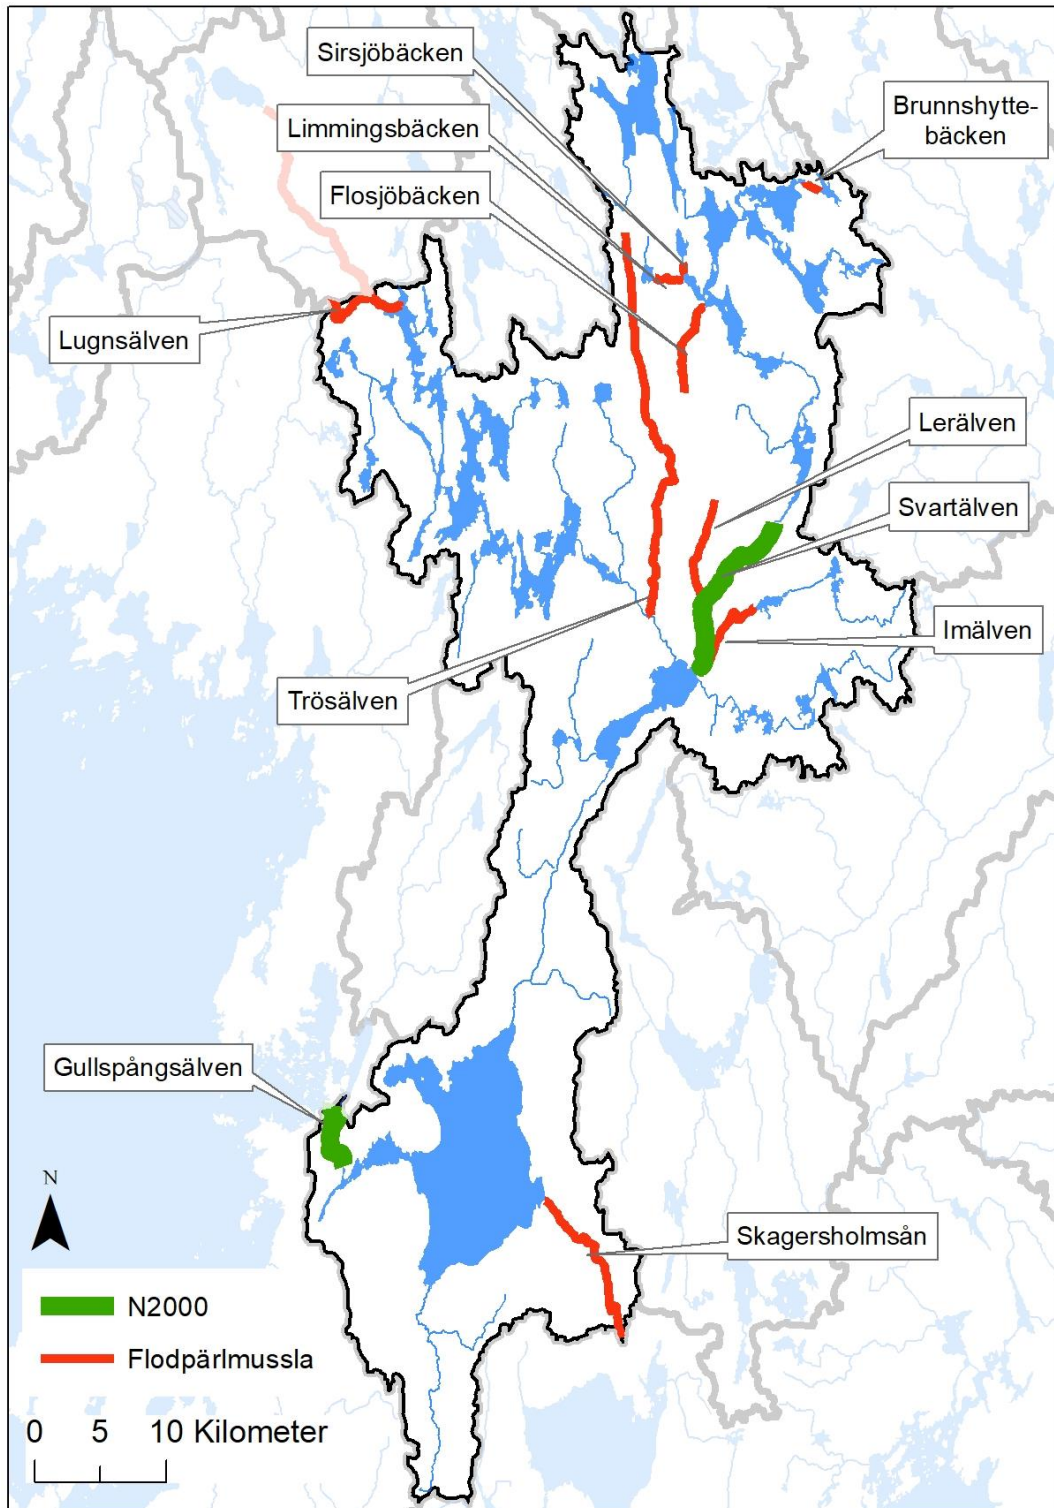 Sirsjöbäcken
Limmingsbäcken
Flosjöbäcken
Brunnshytte-
bäcken
Lugnsälven
Lerälven
Svartälven
Imälven
Trösälven
Gullspångsälven
Skagersholmsån
N
N2000
Flodpärlmussla
0 5 10 Kilometer